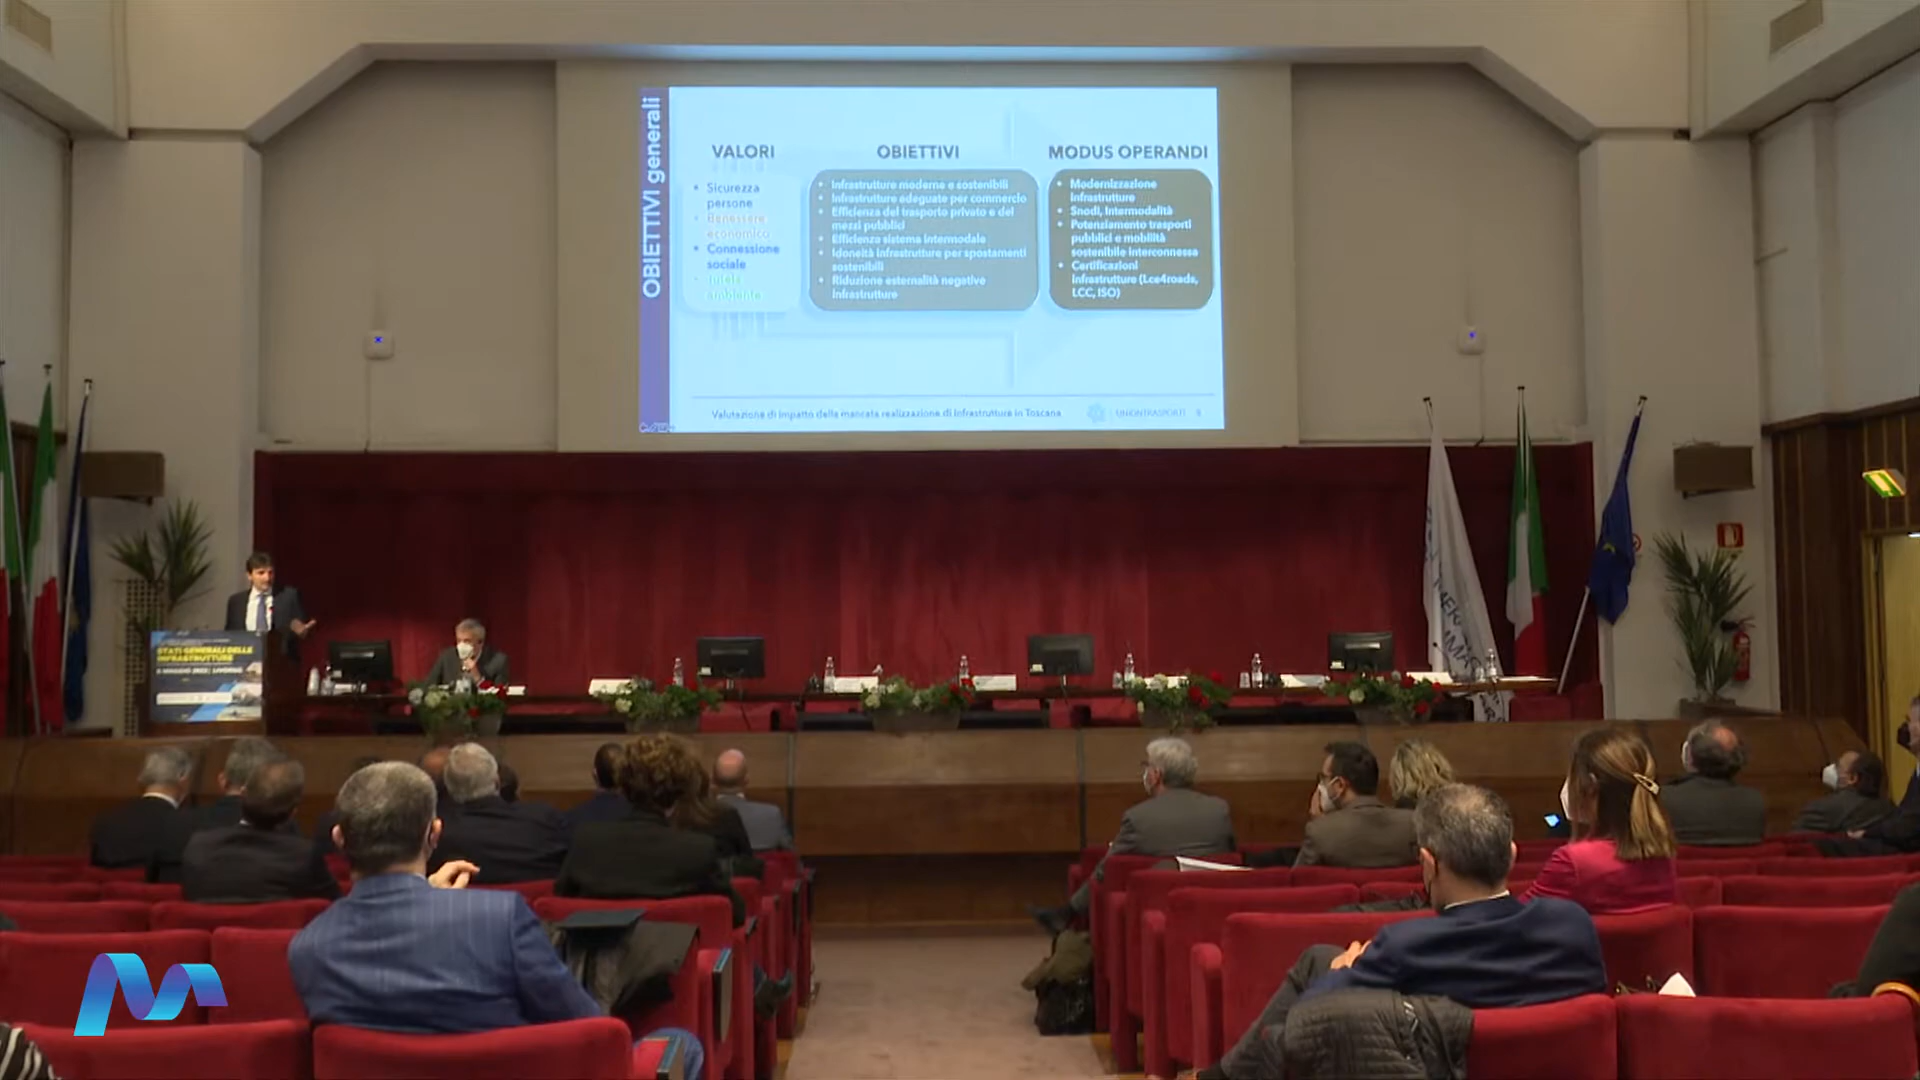 OBIETTIVI generali
VALORI
• Sicurezza
persone
• Benessere
economico
• Connessione
sociale
• Tutela
ambiente
OBIETTIVI
• Infrastrutture moderne e sostenibili
• Infrastrutture adeguate per commercio
• Efficienza del trasporto privato e dei
mezzi pubblici
• Efficienza sistema intermodale
• Idoneità infrastrutture per spostamenti
sostenibili
• Riduzione esternalità negative
infrastrutture
MODUS OPERANDI
• Modernizzazione
infrastrutture
• Snodi, Intermodalità
• Potenziamento trasporti
pubblici e mobilità
sostenibile interconnessa
• Certificazioni
infrastrutture (Lce4roads,
LCC, ISO)
Valutazione di impatto della mancata realizzazione di infrastrutture in Toscana
UNIONTRASPORTI
STATI GENERALI DELLE
INFRASTRUTTURE
LIVORNO